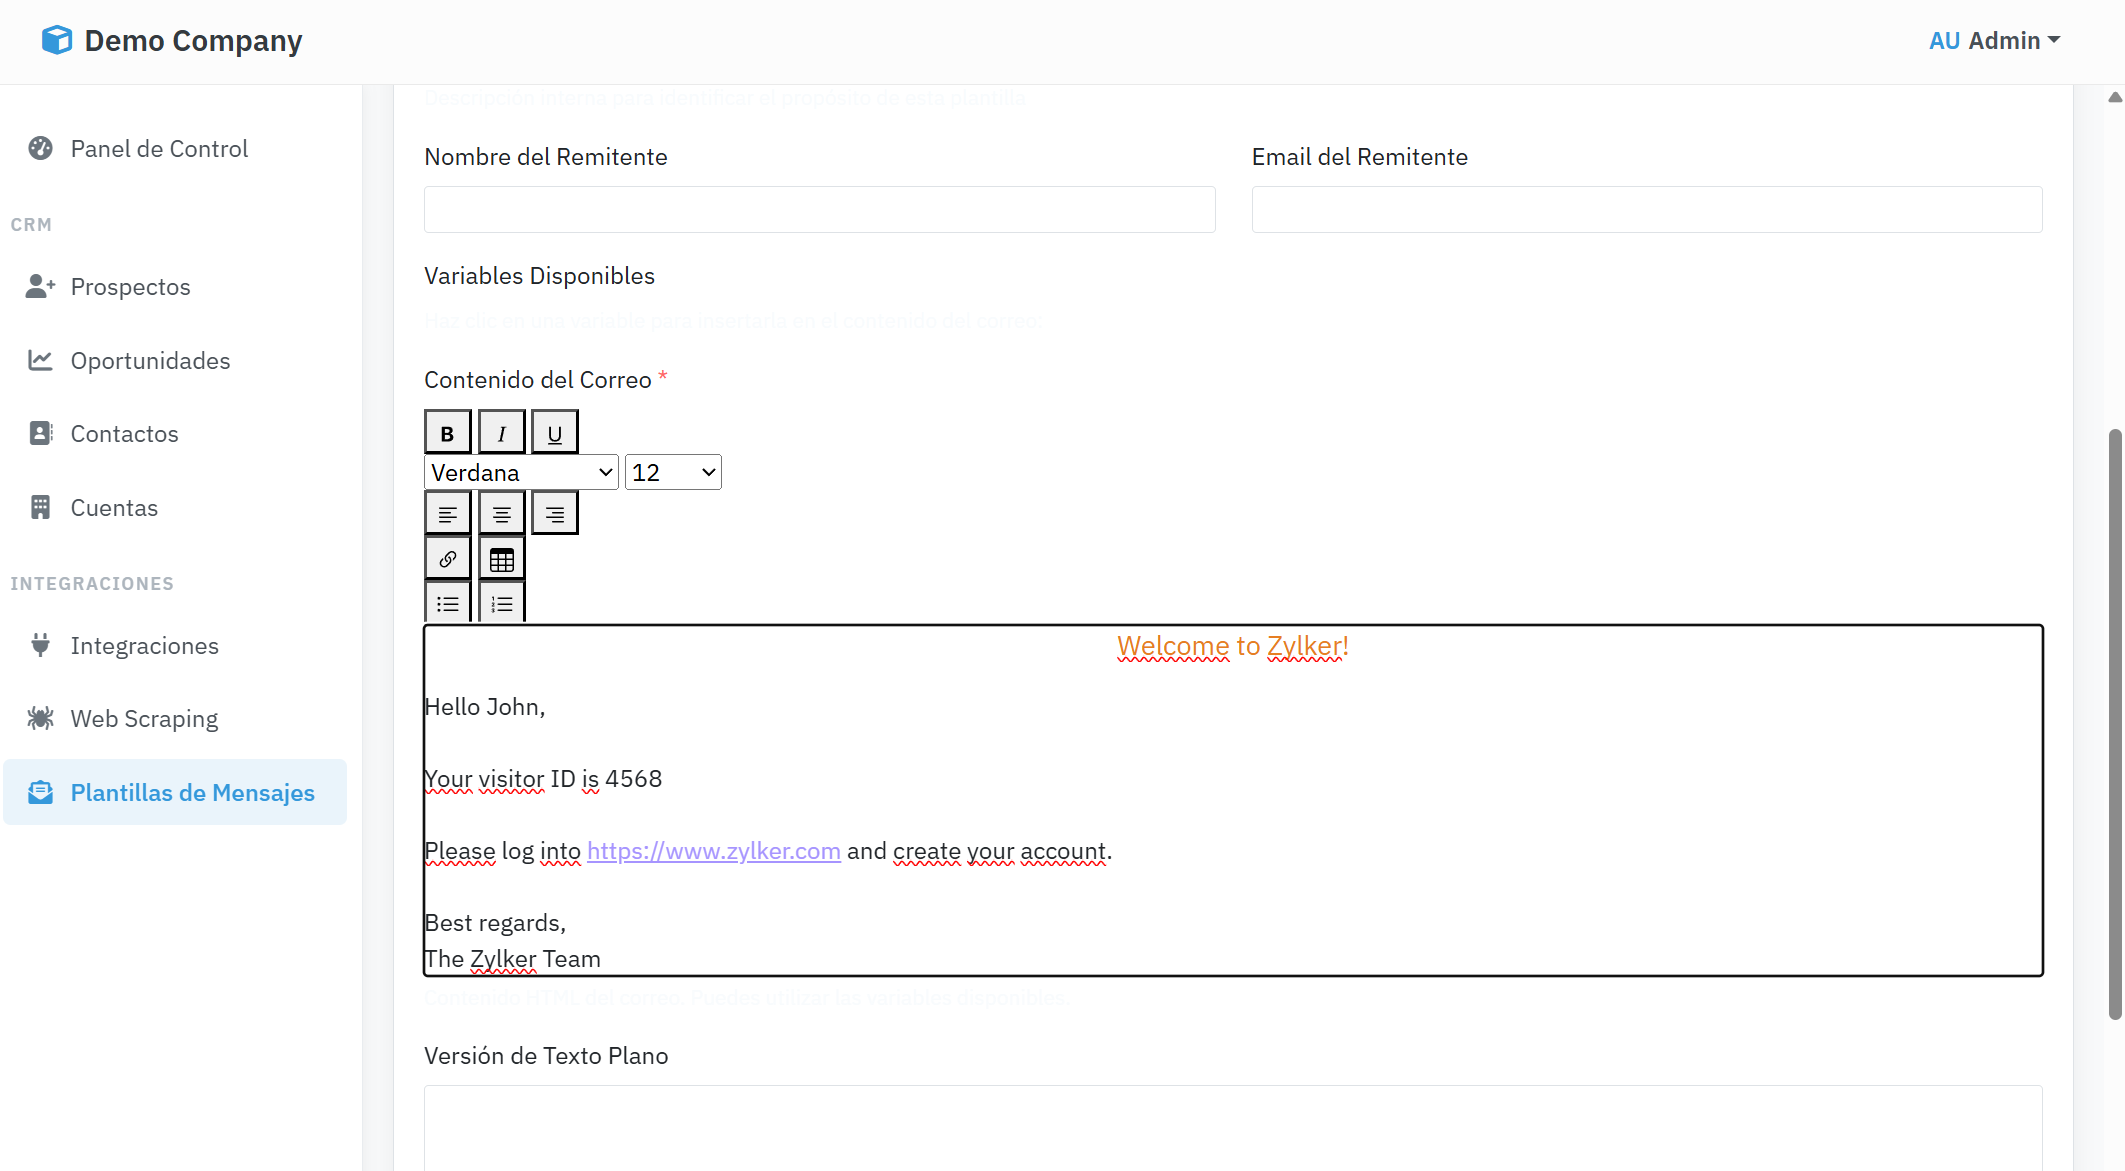 Demo Company
AU Admin
Panel de Control
CRM
Prospectos
Oportunidades
Contactos
Cuentas
INTEGRACIONES
Integraciones
Web Scraping
Plantillas de Mensajes
Descripción interna para identificar el propósito de esta plantilla
Nombre del Remitente
Email del Remitente
Variables Disponibles
Haz clic en una variable para insertarla en el contenido del correo:
Contenido del Correo *
B I U
Verdana 12
Welcome to Zylker!
Hello John,
Your visitor ID is 4568
Please log into https://www.zylker.com and create your account.
Best regards,
The Zylker Team
Contenido HTML del correo. Puedes utilizar las variables disponibles.
Versión de Texto Plano